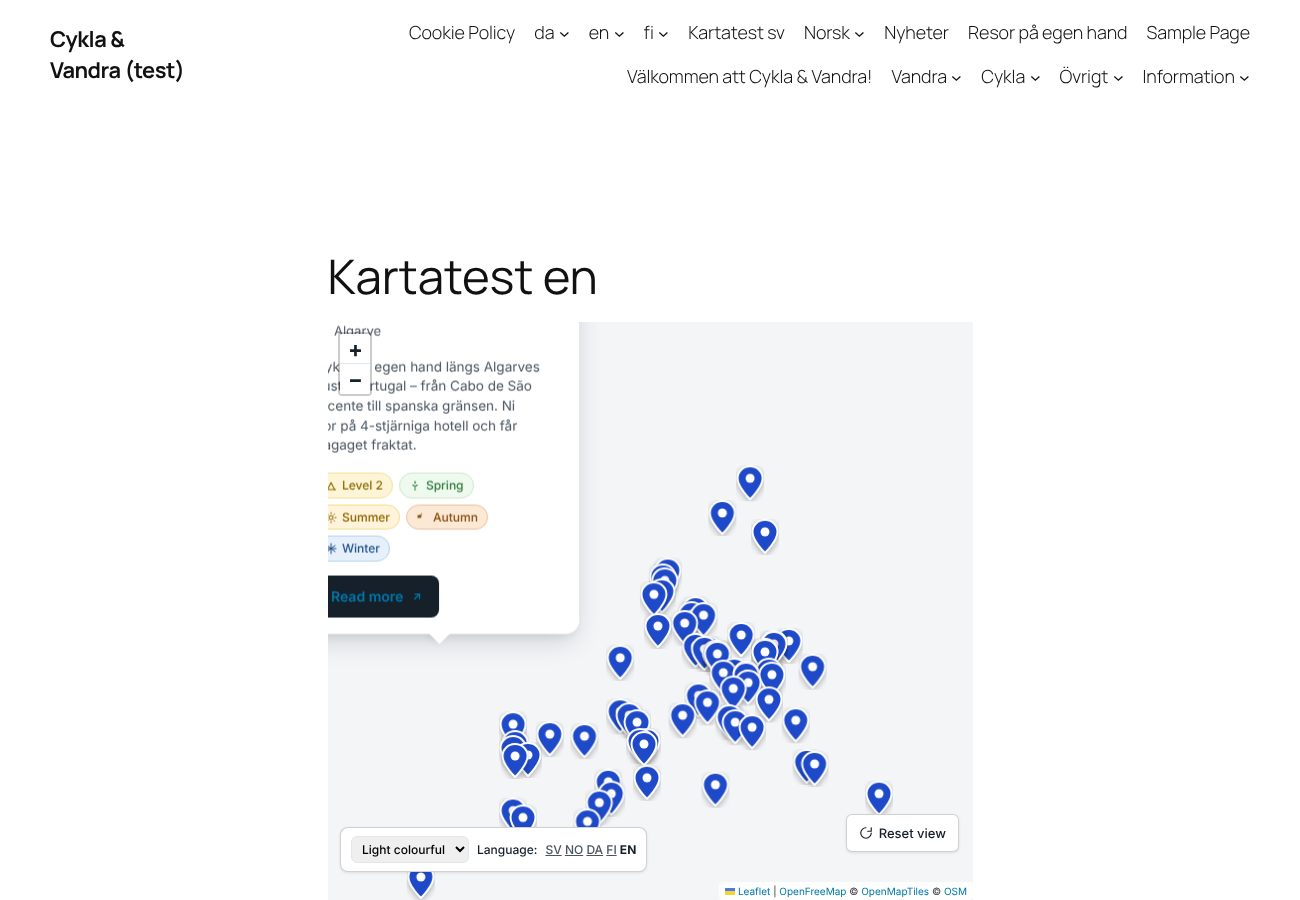 Cykla &
Vandra (test)
Cookie Policy da en fi Kartatest sv Norsk Nyheter Resor på egen hand Sample Page
Välkommen att Cykla & Vandra! Vandra Cykla Övrigt Information
Kartatest en
Algarve
+
egen hand längs Algarves
– från Cabo de São
till spanska gränsen. Ni
på 4-stjärniga hotell och får
fraktat.
−
Level 2
Spring
Summer
Autumn
Winter
Read more
Light colourful Language: SV NO DA FI EN
Reset view
Leaflet | OpenFreeMap © OpenMapTiles © OSM